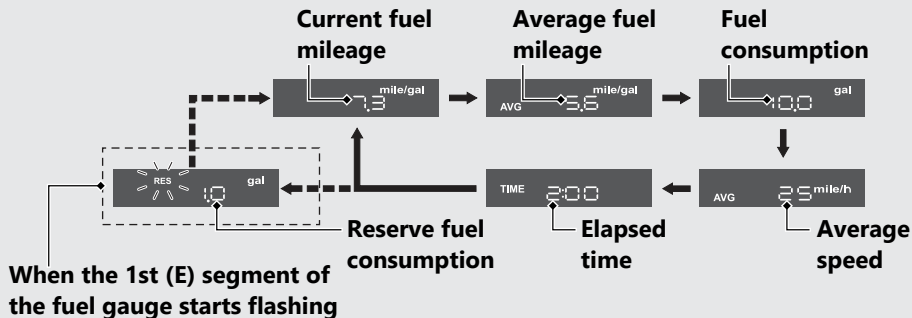 Current fuel
mileage
Average fuel
mileage
Fuel
consumption
mile/gal
7.3
AVG
mile/gal
5.6
gal
10.0
RES
gal
1.0
TIME
2:00
AVG
25 mile/h
Reserve fuel
consumption
Elapsed
time
Average
speed
When the 1st (E) segment of
the fuel gauge starts flashing